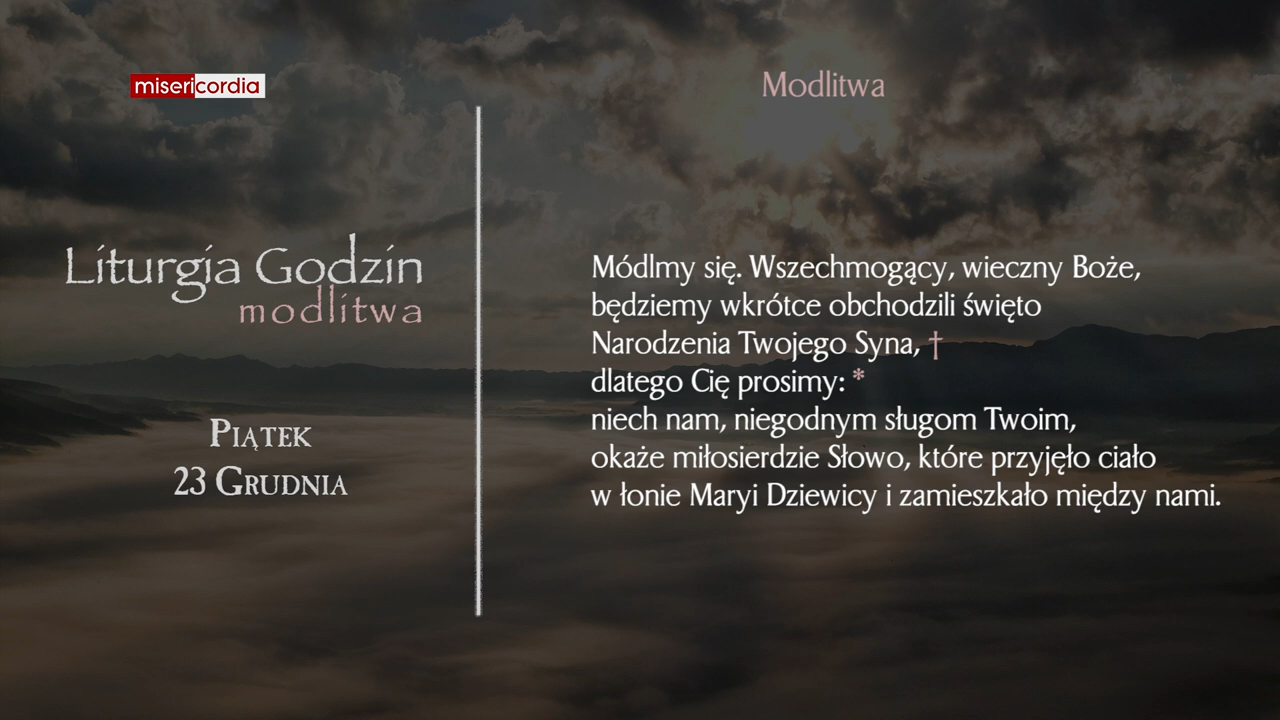 misericordia
Liturgia Godzin
modlitwa
Piątek
23 Grudnia
Modlitwa
Módlmy się. Wszechmogący, wieczny Boże,
będziemy wkrótce obchodzili święto
Narodzenia Twojego Syna, †
dlatego Cię prosimy: *
niech nam, niegodnym sługom Twoim,
okaże miłosierdzie Słowo, które przyjęło ciało
w łonie Maryi Dziewicy i zamieszkało między nami.